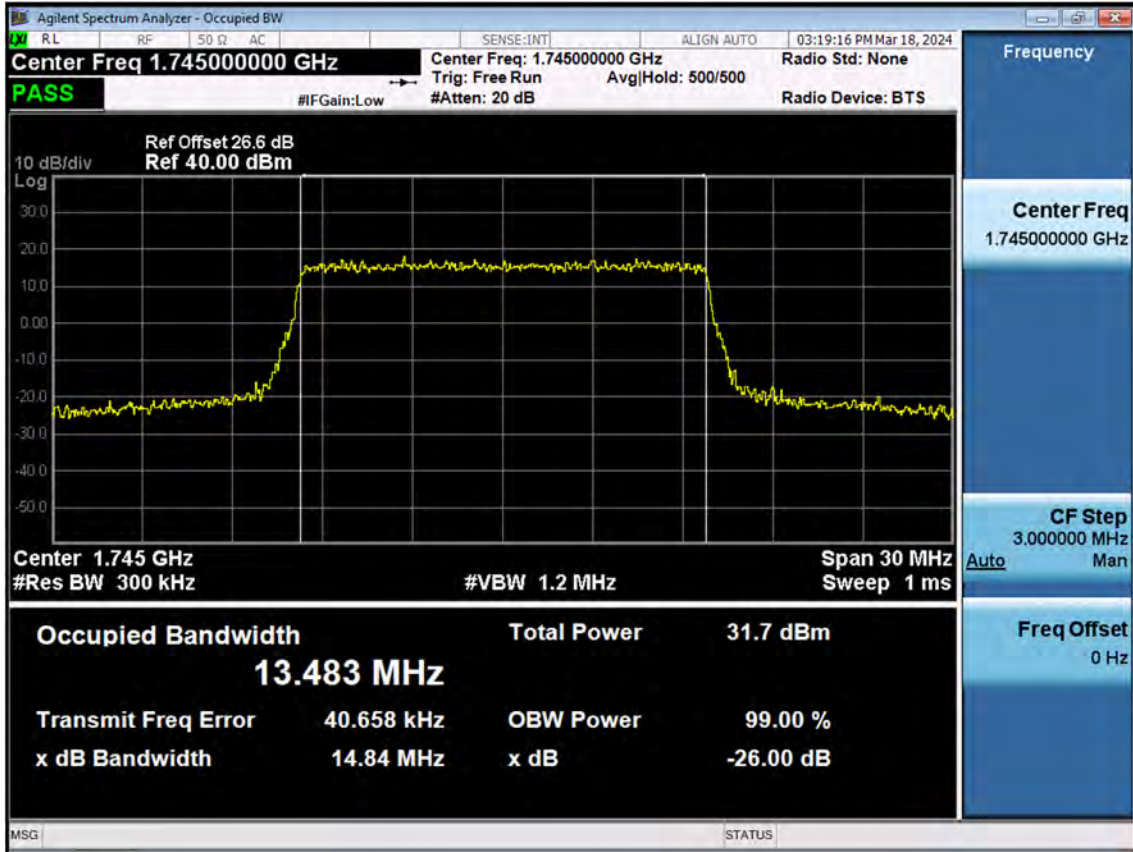 Agilent Spectrum Analyzer - Occupied BW
LXI RL RF 50 Ω AC SENSE:INT ALIGN AUTO 03:19:16 PM Mar 18, 2024
Center Freq 1.745000000 GHz
Center Freq: 1.745000000 GHz Radio Std: None
Trig: Free Run Avg|Hold: 500/500
PASS
#IFGain:Low #Atten: 20 dB Radio Device: BTS
Ref Offset 26.6 dB
10 dB/div Ref 40.00 dBm
Log
30.0
20.0
10.0
0.00
-10.0
-20.0
-30.0
-40.0
-50.0
Center 1.745 GHz Span 30 MHz
#Res BW 300 kHz #VBW 1.2 MHz Sweep 1 ms
Occupied Bandwidth Total Power 31.7 dBm
13.483 MHz
Transmit Freq Error 40.658 kHz OBW Power 99.00 %
x dB Bandwidth 14.84 MHz x dB -26.00 dB
Frequency
Center Freq
1.745000000 GHz
CF Step
3.000000 MHz
Auto Man
Freq Offset
0 Hz
MSG STATUS